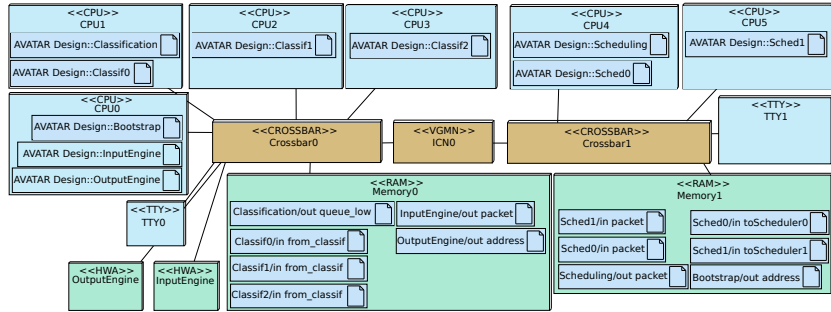 <<CPU>>
CPU1
AVATAR Design::Classification
AVATAR Design::Classif0
<<CPU>>
CPU2
AVATAR Design::Classif1
<<CPU>>
CPU3
AVATAR Design::Classif2
<<CPU>>
CPU4
AVATAR Design::Scheduling
AVATAR Design::Sched0
<<CPU>>
CPU5
AVATAR Design::Sched1
<<CPU>>
CPU0
AVATAR Design::Bootstrap
AVATAR Design::InputEngine
AVATAR Design::OutputEngine
<<CROSSBAR>>
Crossbar0
<<VGMN>>
ICN0
<<CROSSBAR>>
Crossbar1
<<TTY>>
TTY1
<<TTY>>
TTY0
<<HWA>>
OutputEngine
<<HWA>>
InputEngine
<<RAM>>
Memory0
Classification/out queue_low
Classif0/in from_classif
Classif1/in from_classif
Classif2/in from_classif
InputEngine/out packet
OutputEngine/out address
<<RAM>>
Memory1
Sched1/in packet
Sched0/in packet
Scheduling/out packet
Sched0/in toScheduler0
Sched1/in toScheduler1
Bootstrap/out address